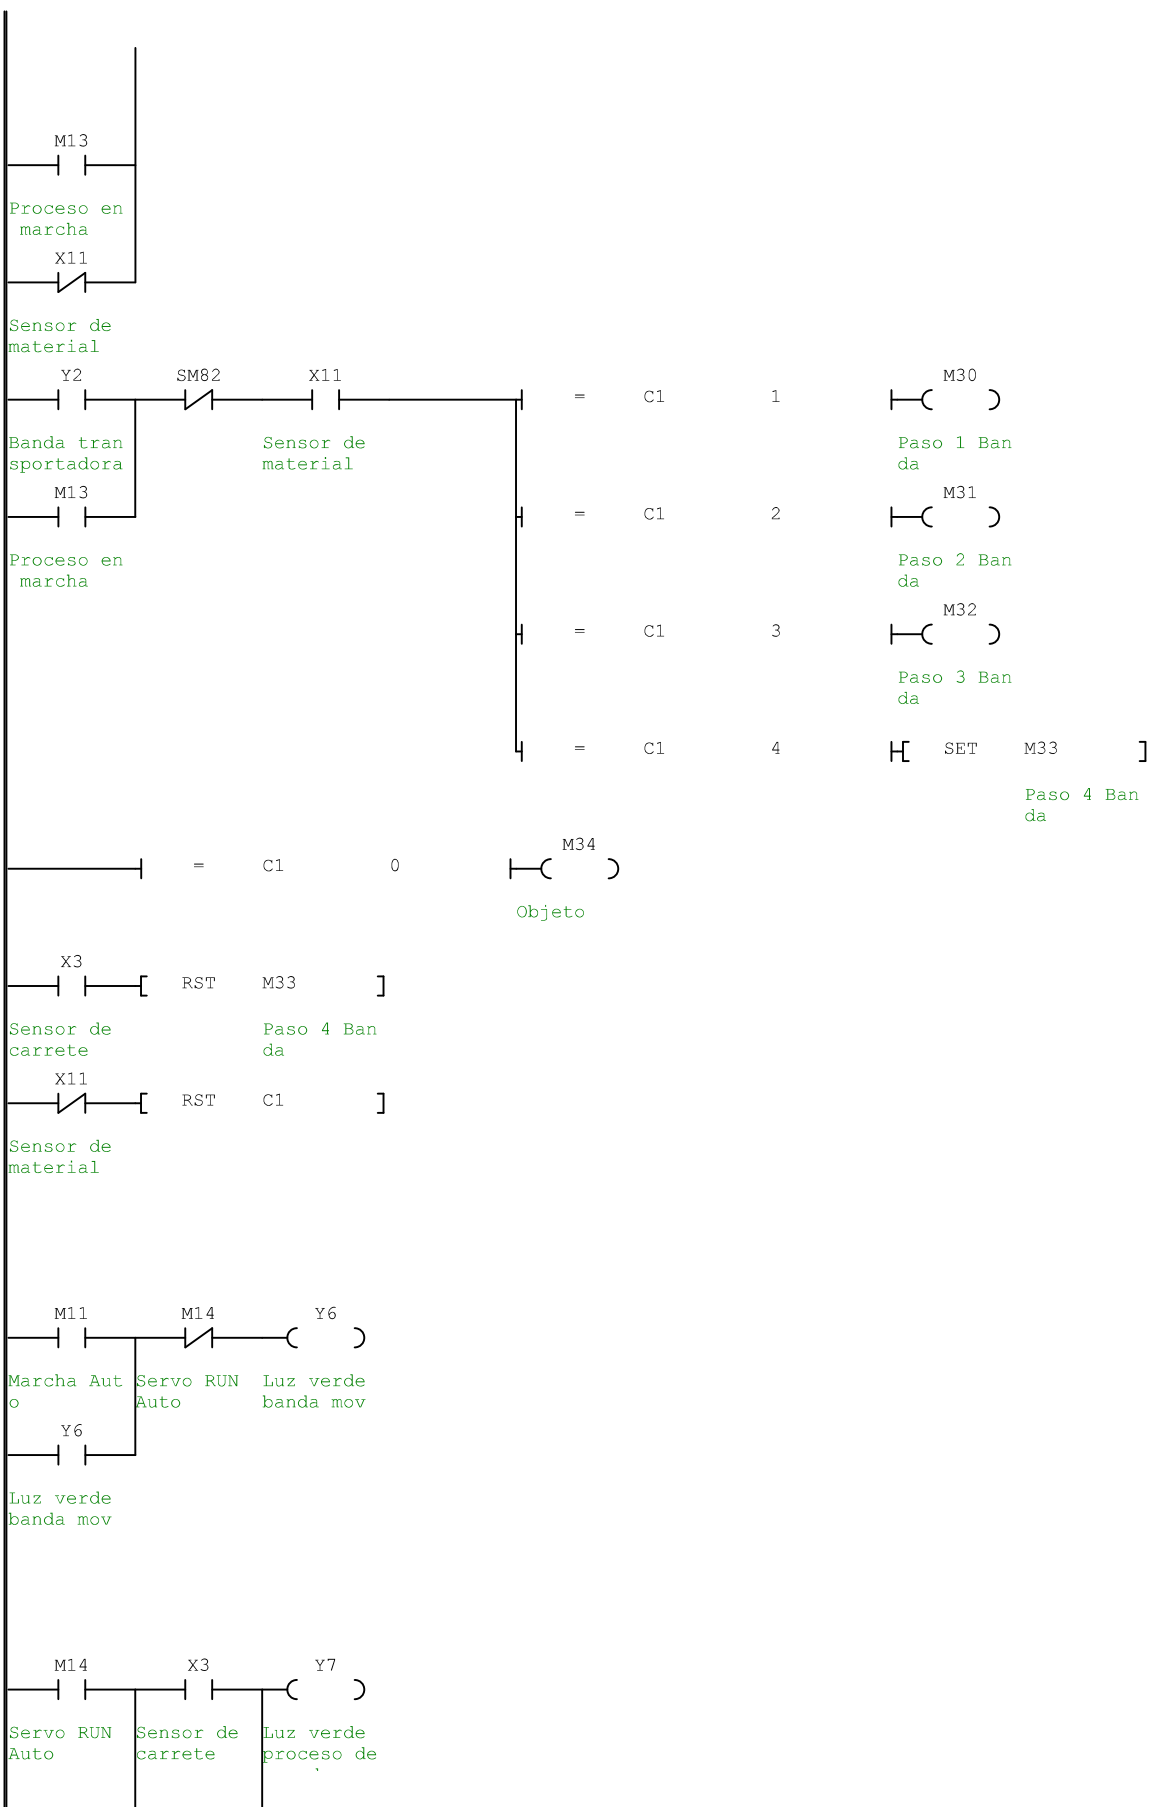 M13
Proceso en
marcha
X11
Sensor de
material
Y2 SM82 X11 M30
= C1 1
Banda tran Sensor de Paso 1 Ban
sportadora material da
M13 M31
= C1 2
Proceso en Paso 2 Ban
marcha da
M32
= C1 3
Paso 3 Ban
da
= C1 4 SET M33
Paso 4 Ban
da
M34
= C1 0
Objeto
X3
RST M33
Sensor de Paso 4 Ban
carrete da
X11
RST C1
Sensor de
material
M11 M14 Y6
Marcha Aut Servo RUN Luz verde
o Auto banda mov
Y6
Luz verde
banda mov
M14 X3 Y7
Servo RUN Sensor de Luz verde
Auto carrete proceso de